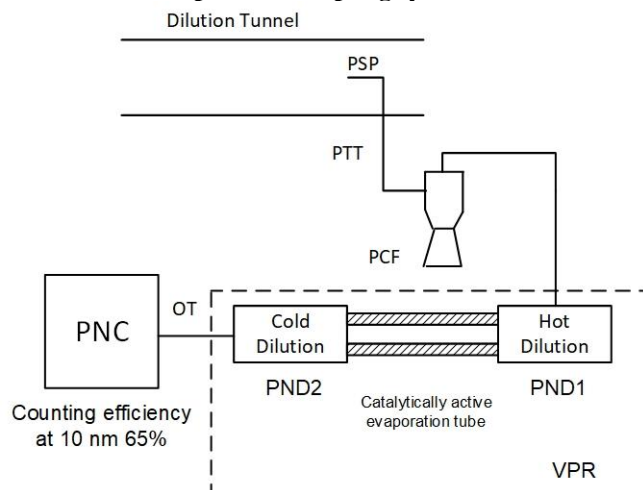 Dilution Tunnel
PSP
PTT
PCF
PNC
OT
Cold
Dilution
Hot
Dilution
PND2
PND1
Counting efficiency
at 10 nm 65%
Catalytically active
evaporation tube
VPR